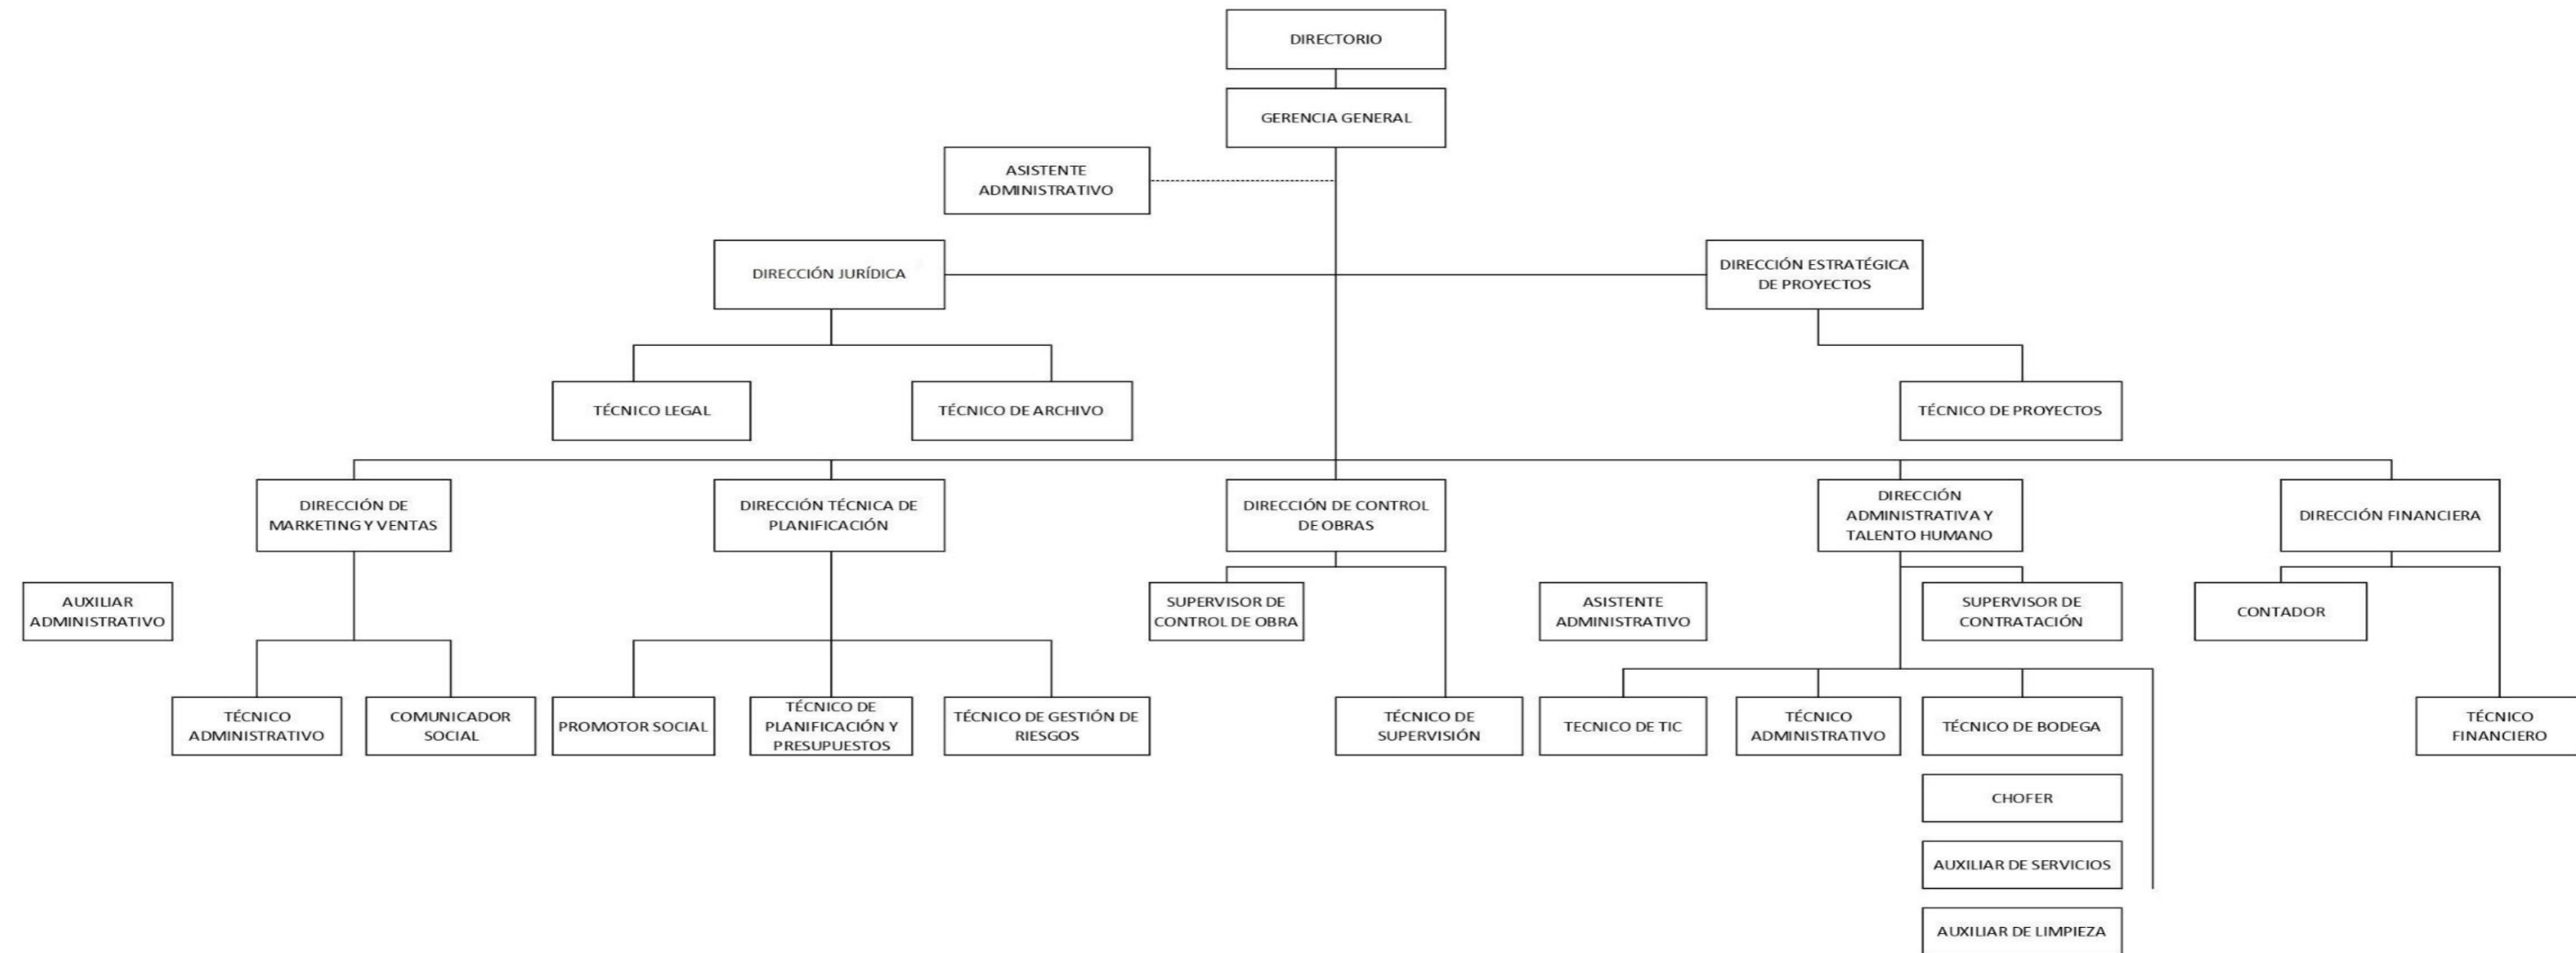 DIRECTORIO
GERENCIA GENERAL
ASISTENTE
ADMINISTRATIVO
DIRECCIÓN JURÍDICA
DIRECCIÓN ESTRATÉGICA
DE PROYECTOS
TÉCNICO LEGAL
TÉCNICO DE ARCHIVO
TÉCNICO DE PROYECTOS
DIRECCIÓN DE
MARKETING Y VENTAS
DIRECCIÓN TÉCNICA DE
PLANIFICACIÓN
DIRECCIÓN DE CONTROL
DE OBRAS
DIRECCIÓN
ADMINISTRATIVA Y
TALENTO HUMANO
DIRECCIÓN FINANCIERA
AUXILIAR
ADMINISTRATIVO
SUPERVISOR DE
CONTROL DE OBRA
ASISTENTE
ADMINISTRATIVO
SUPERVISOR DE
CONTRATACIÓN
CONTADOR
TÉCNICO
ADMINISTRATIVO
COMUNICADOR
SOCIAL
PROMOTOR SOCIAL
TÉCNICO DE
PLANIFICACIÓN Y
PRESUPUESTOS
TÉCNICO DE GESTIÓN DE
RIESGOS
TÉCNICO DE
SUPERVISIÓN
TECNICO DE TIC
TÉCNICO
ADMINISTRATIVO
TÉCNICO DE BODEGA
TÉCNICO
FINANCIERO
CHOFER
AUXILIAR DE SERVICIOS
AUXILIAR DE LIMPIEZA